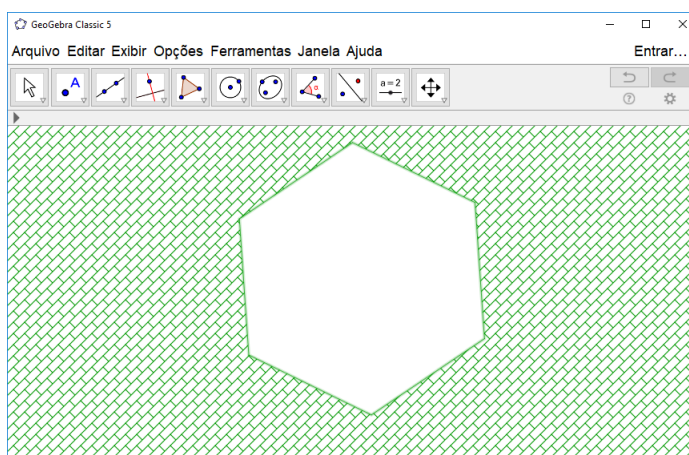 GeoGebra Classic 5
Arquivo Editar Exibir Opções Ferramentas Janela Ajuda Entrar...
A α a=2